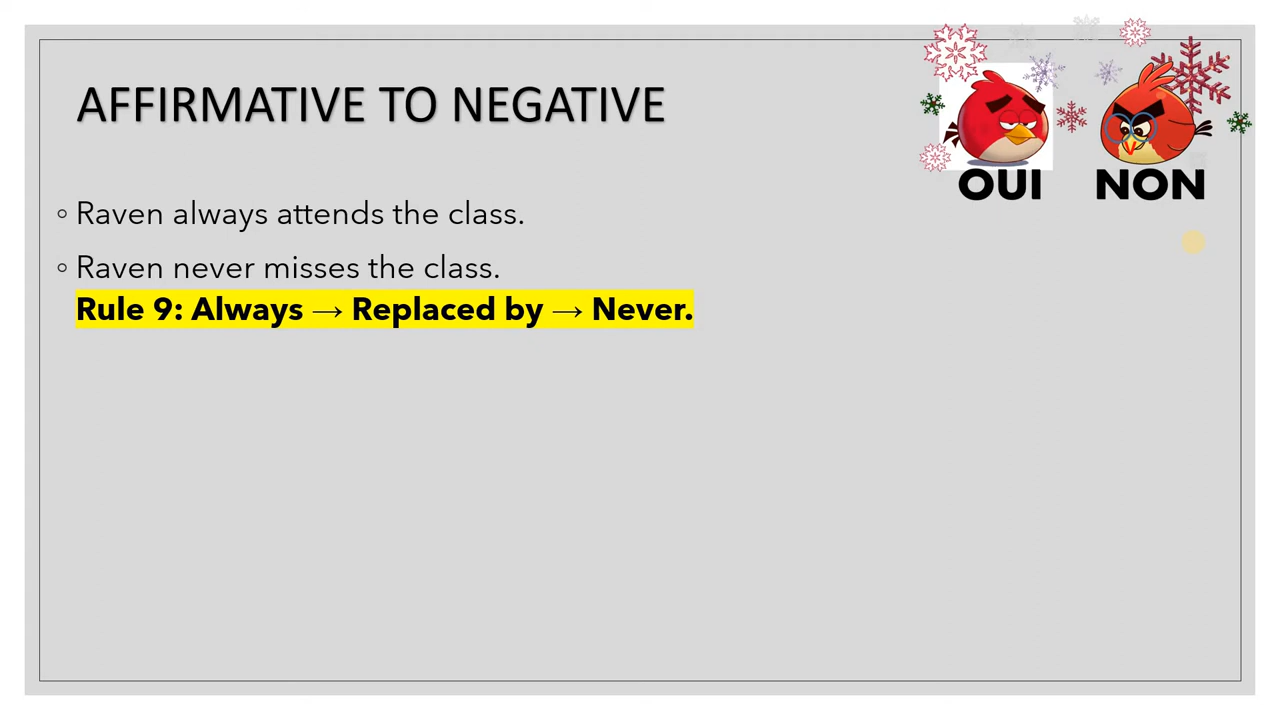 AFFIRMATIVE TO NEGATIVE
OUI NON
◦ Raven always attends the class.
◦ Raven never misses the class.
Rule 9: Always → Replaced by → Never.